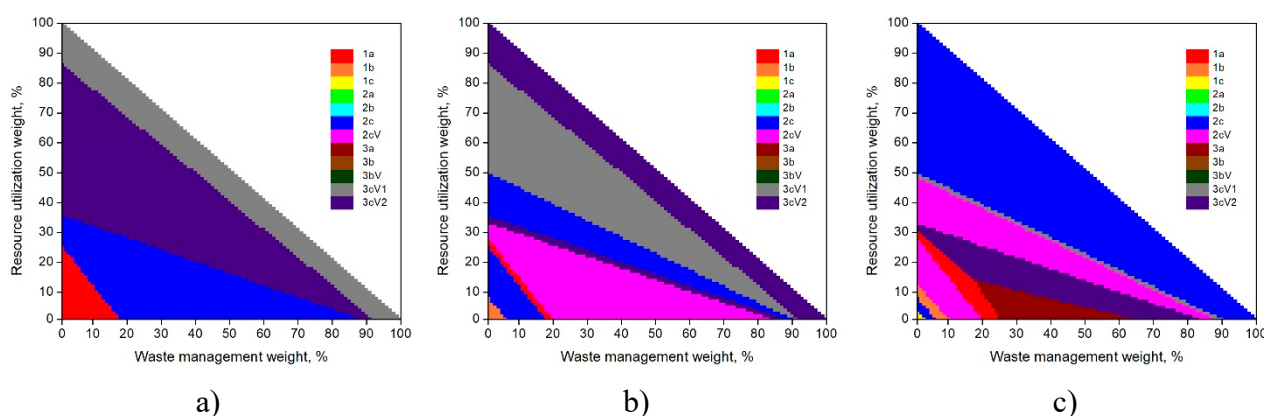 100
90
80
70
60
50
40
30
20
10
0
Resource utilization weight, %
0 10 20 30 40 50 60 70 80 90 100
Waste management weight, %
1a
1b
1c
2a
2b
2c
2cV
3a
3b
3bV
3cV1
3cV2
a)
100
90
80
70
60
50
40
30
20
10
0
Resource utilization weight, %
0 10 20 30 40 50 60 70 80 90 100
Waste management weight, %
1a
1b
1c
2a
2b
2c
2cV
3a
3b
3bV
3cV1
3cV2
b)
100
90
80
70
60
50
40
30
20
10
0
Resource utilization weight, %
0 10 20 30 40 50 60 70 80 90 100
Waste management weight, %
1a
1b
1c
2a
2b
2c
2cV
3a
3b
3bV
3cV1
3cV2
c)